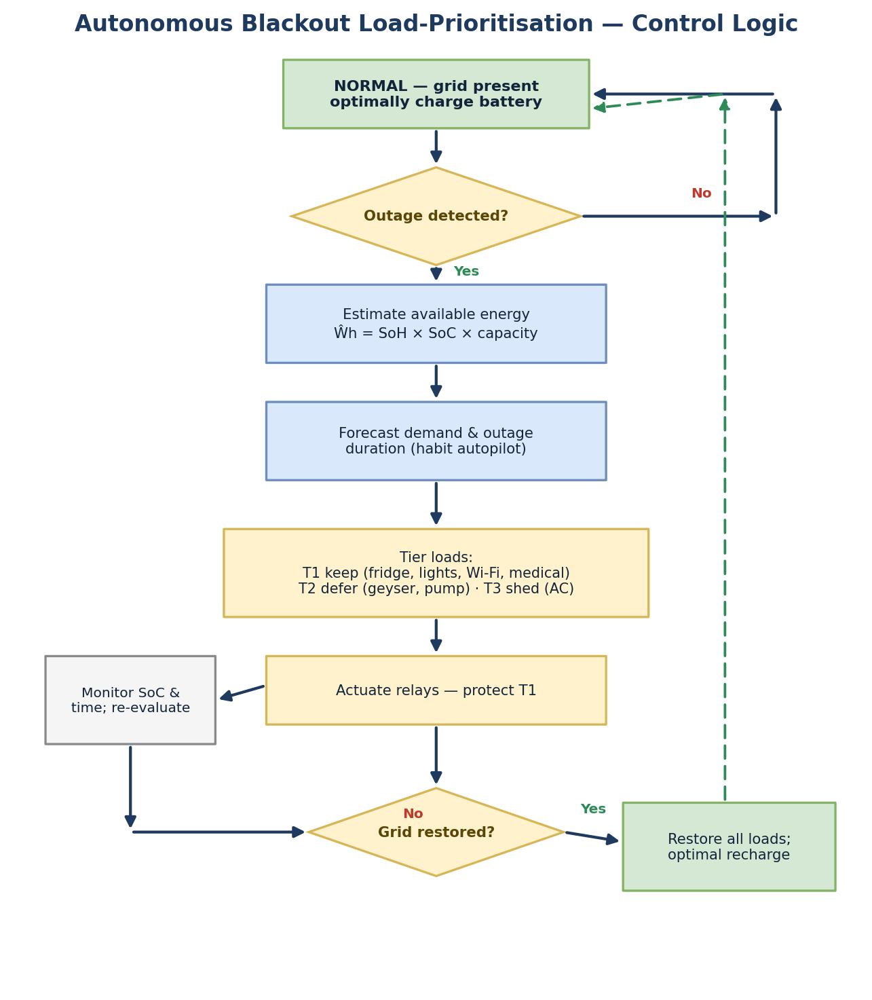 Autonomous Blackout Load-Prioritisation — Control Logic
NORMAL — grid present
optimally charge battery
No
Outage detected?
Yes
Estimate available energy
Ŵh = SoH × SoC × capacity
Forecast demand & outage
duration (habit autopilot)
Tier loads:
T1 keep (fridge, lights, Wi-Fi, medical)
T2 defer (geyser, pump) · T3 shed (AC)
Monitor SoC &
time; re-evaluate
Actuate relays — protect T1
No
Grid restored?
Yes
Restore all loads;
optimal recharge